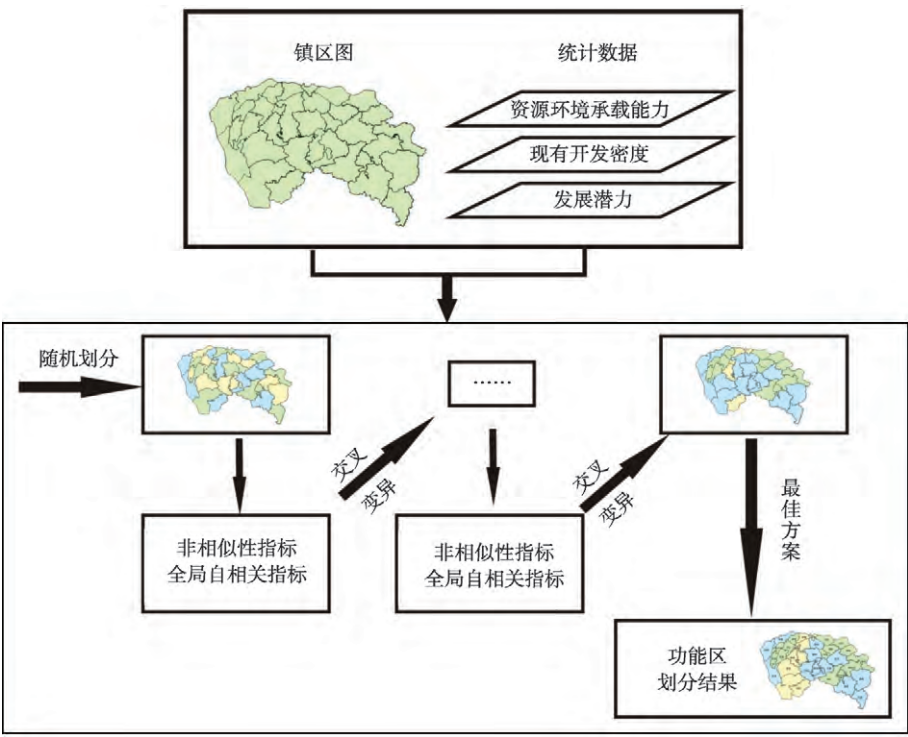 镇区图
统计数据
资源环境承载能力
现有开发密度
发展潜力
随机划分
……
交叉
变异
交叉
变异
最佳方案
非相似性指标
全局自相关指标
非相似性指标
全局自相关指标
功能区
划分结果